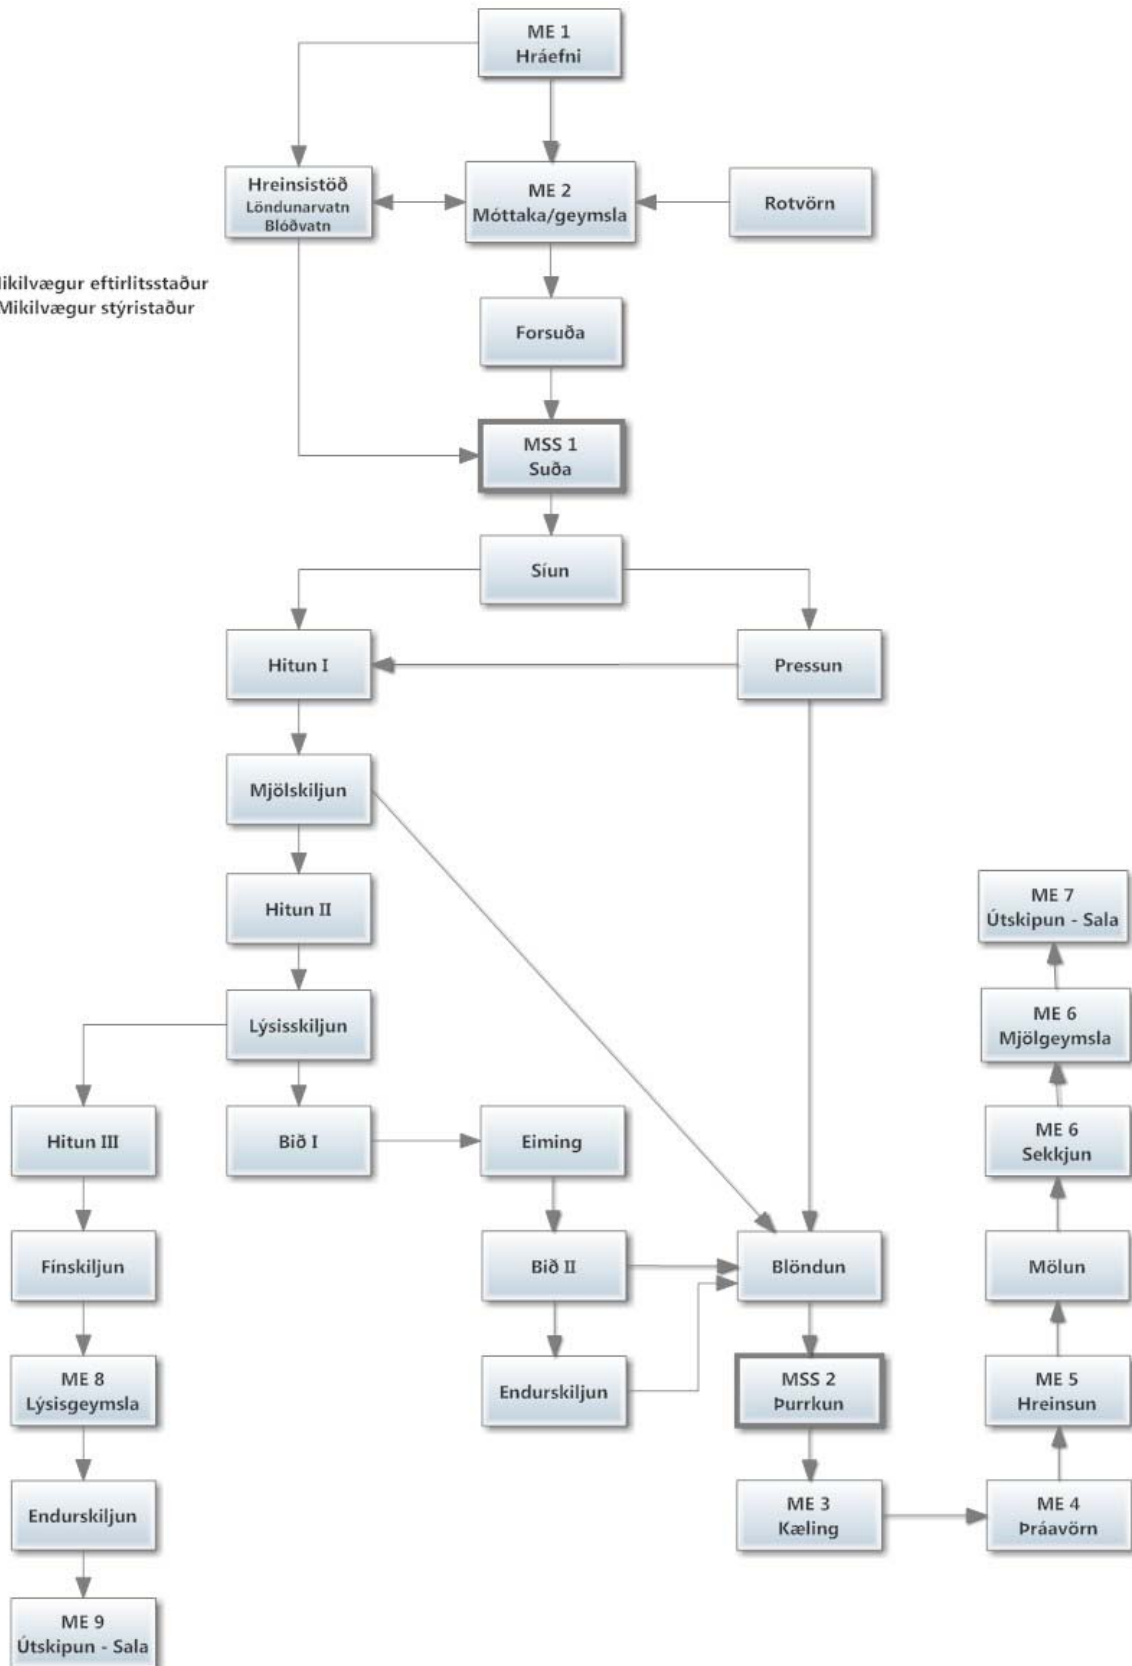 ME 1
Hráefni
Hreinsistöð
Löndunarvatn
Blóðvatn
ME 2
Móttaka/geymsla
Rotvörn
eftirlitsstaður
Mikilvægur stýristaður
Forsuða
MSS 1
Suða
Síun
Hitun I
Pressun
Mjölskiljun
Hitun II
ME 7
Útskipun - Sala
Lýsisskiljun
ME 6
Mjölgeymsla
Hitun III
Bið I
Eiming
ME 6
Sekkjun
Fínskiljun
Bið II
Blöndun
Mölun
ME 8
Lýsisgeymsla
Endurskiljun
MSS 2
Þurrkun
ME 5
Hreinsun
Endurskiljun
ME 3
Kæling
ME 4
Þráavörn
ME 9
Útskipun - Sala